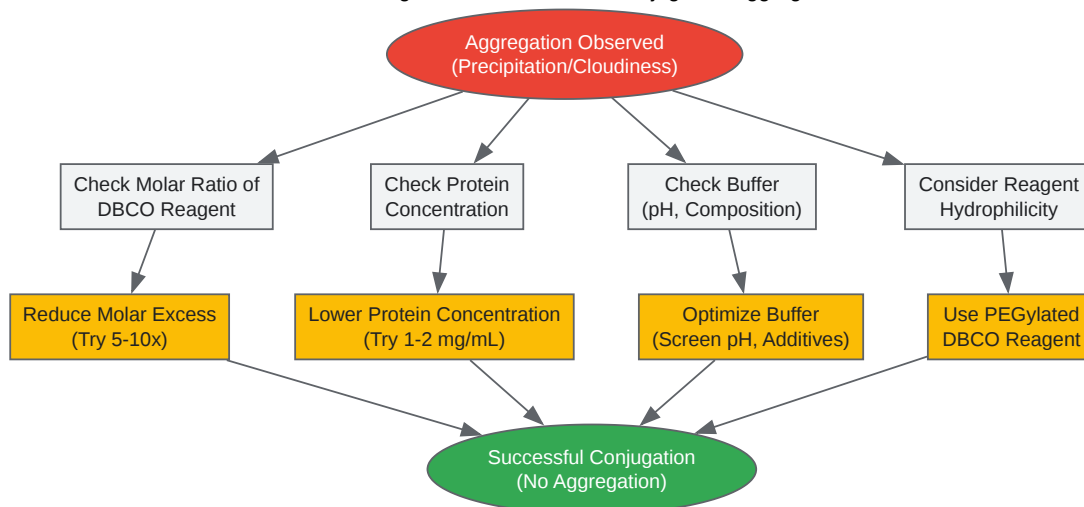 Aggregation Observed
(Precipitation/Cloudiness)
Check Molar Ratio of
DBCO Reagent
Check Protein
Concentration
Check Buffer
(pH, Composition)
Consider Reagent
Hydrophilicity
Reduce Molar Excess
(Try 5-10x)
Lower Protein Concentration
(Try 1-2 mg/mL)
Optimize Buffer
(Screen pH, Additives)
Use PEGylated
DBCO Reagent
Successful Conjugation
(No Aggregation)